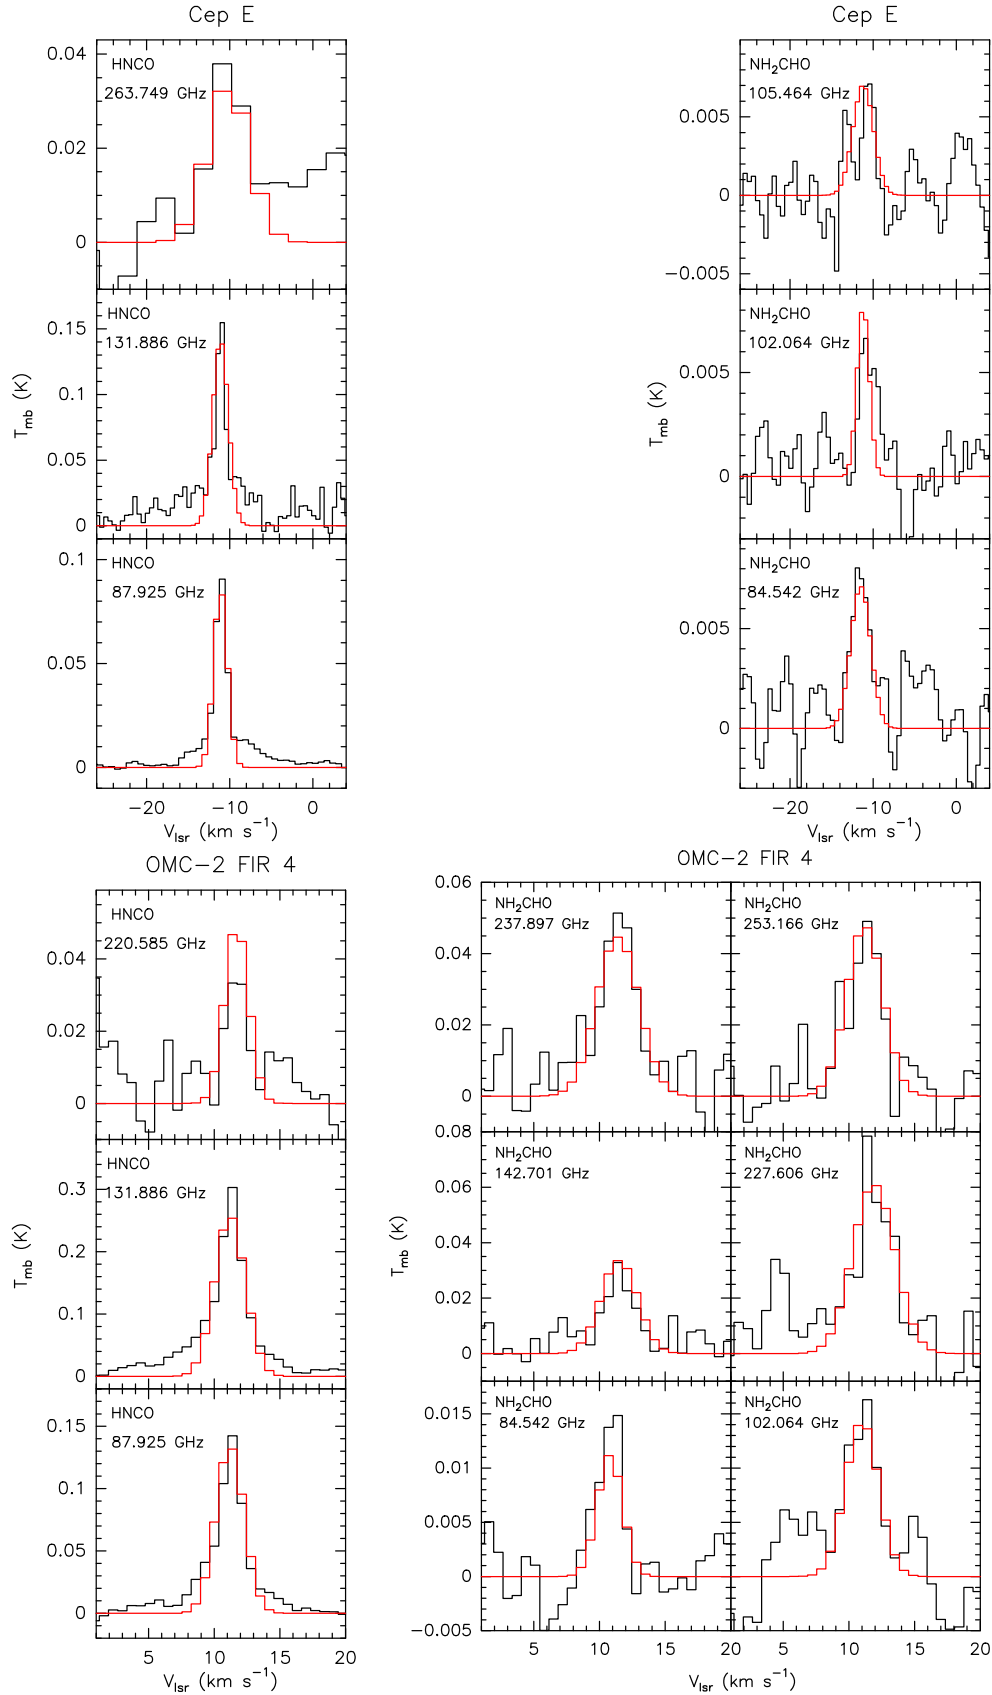 Cep E
Cep E
HNCO
263.749 GHz
0.04
0.02
0
HNCO
131.886 GHz
0.15
0.1
0.05
0
HNCO
87.925 GHz
0.1
0.05
0
T_mb (K)
−20 −10 0
V_lsr (km s⁻¹)
NH₂CHO
105.464 GHz
0.005
0
−0.005
NH₂CHO
102.064 GHz
0.005
0
NH₂CHO
84.542 GHz
0.005
0
T_mb (K)
−20 −10 0
V_lsr (km s⁻¹)
OMC−2 FIR 4
OMC−2 FIR 4
HNCO
220.585 GHz
0.04
0.02
0
HNCO
131.886 GHz
0.3
0.2
0.1
0
HNCO
87.925 GHz
0.15
0.1
0.05
0
T_mb (K)
5 10 15 20
V_lsr (km s⁻¹)
NH₂CHO
237.897 GHz
NH₂CHO
253.166 GHz
0.06
0.04
0.02
0
NH₂CHO
142.701 GHz
NH₂CHO
227.606 GHz
0.08
0.06
0.04
0.02
0
NH₂CHO
84.542 GHz
NH₂CHO
102.064 GHz
0.015
0.01
0.005
0
−0.005
T_mb (K)
5 10 15 20 5 10 15 20
V_lsr (km s⁻¹)